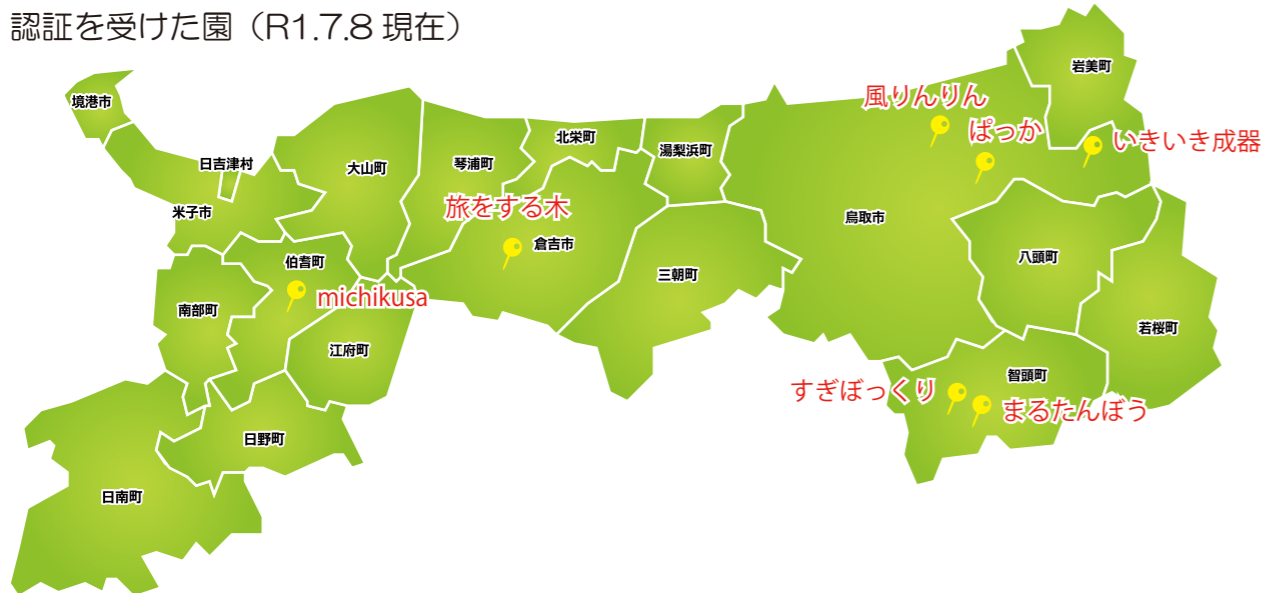 認証を受けた園（R1.7.8 現在）
境港市
岩美町
風りんりん
ぱっか
いきいき成器
北栄町
湯梨浜町
日吉津村
大山町
琴浦町
米子市
旅をする木
鳥取市
倉吉市
伯耆町
三朝町
八頭町
michikusa
南部町
若桜町
江府町
智頭町
すぎぼっくり
まるたんぼう
日野町
日南町